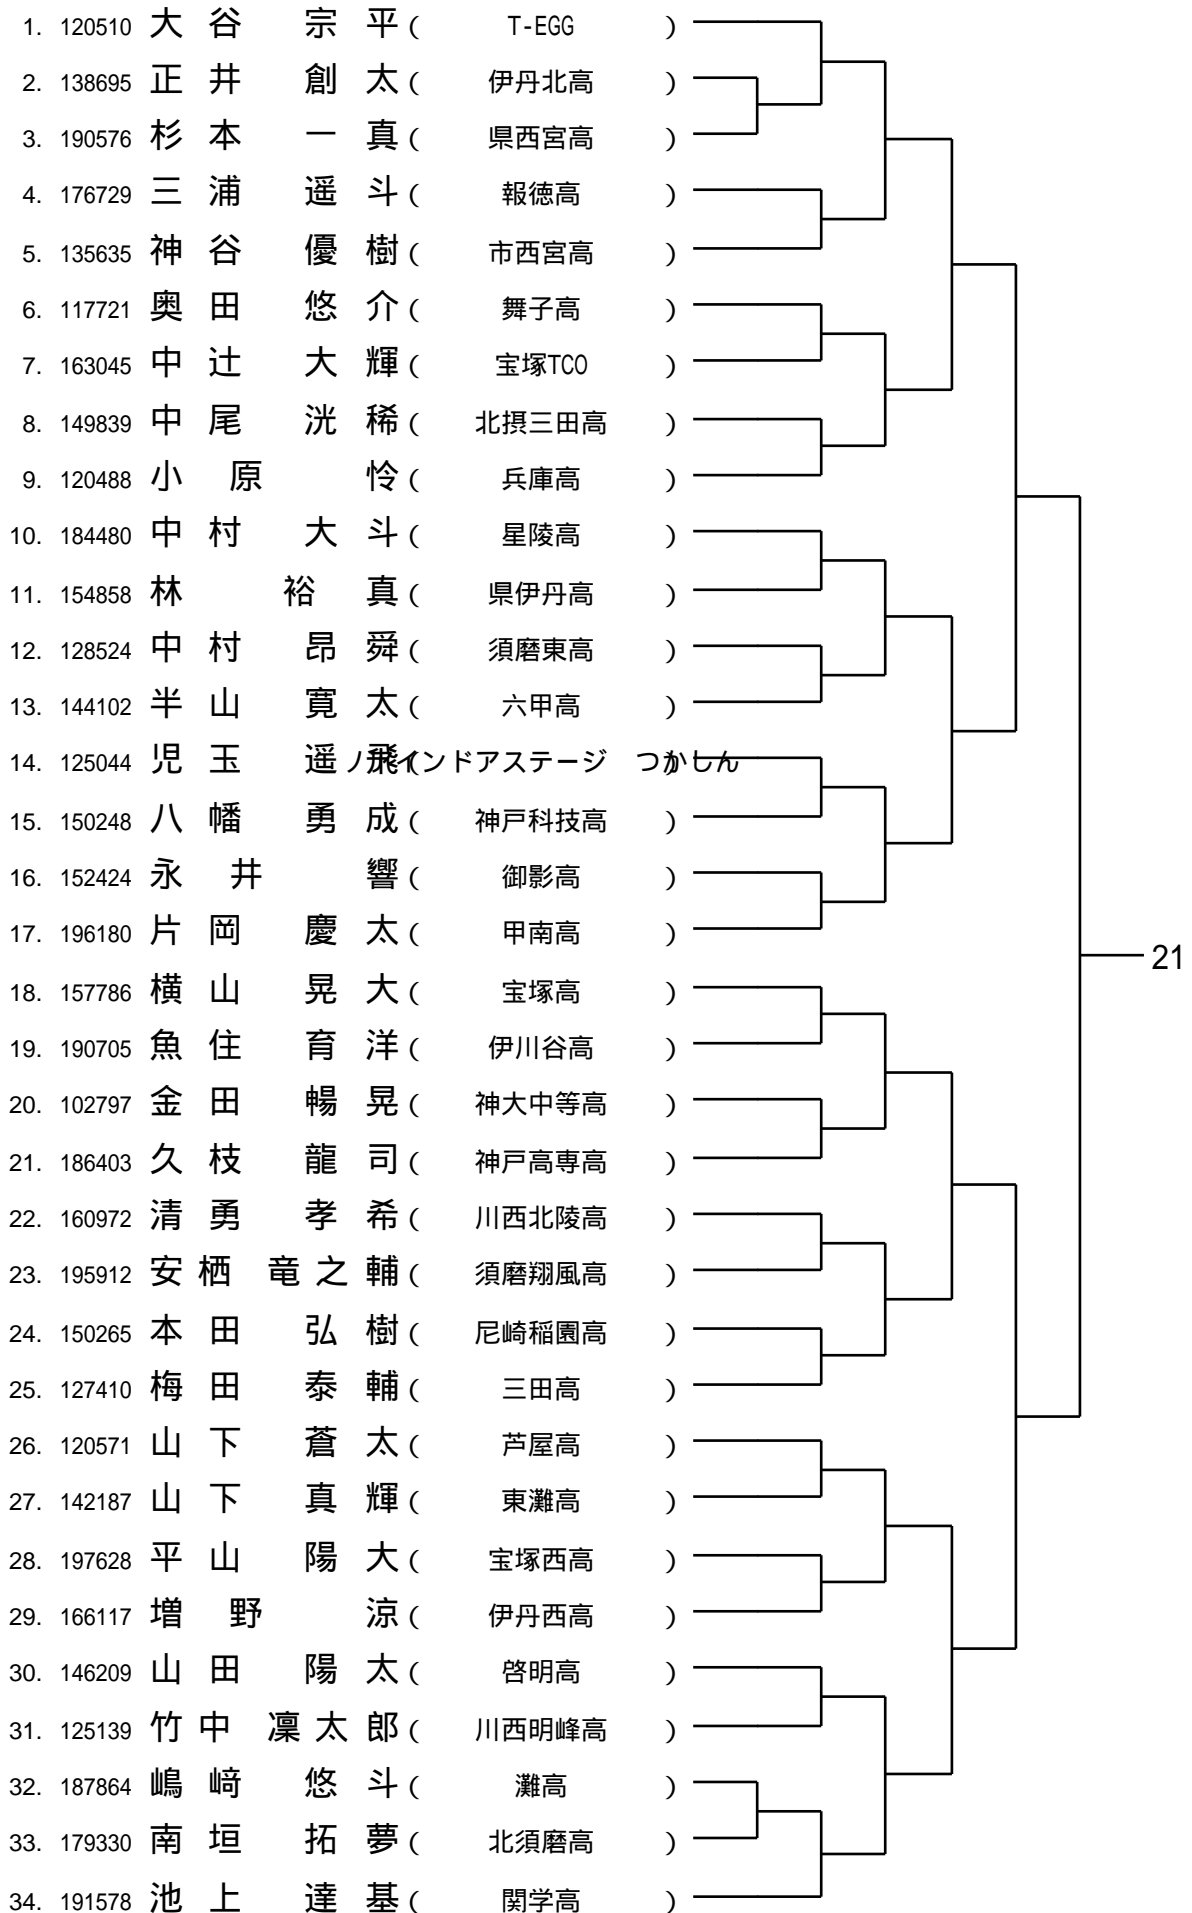 1. 120510 大谷 宗平 ( T-EGG )
2. 138695 正井 創太 ( 伊丹北高 )
3. 190576 杉本 一真 ( 県西宮高 )
4. 176729 三浦 遥斗 ( 報徳高 )
5. 135635 神谷 優樹 ( 市西宮高 )
6. 117721 奥田 悠介 ( 舞子高 )
7. 163045 中辻 大輝 ( 宝塚TCO )
8. 149839 中尾 洸稀 ( 北摂三田高 )
9. 120488 小原 怜 ( 兵庫高 )
10. 184480 中村 大斗 ( 星陵高 )
11. 154858 林 裕真 ( 県伊丹高 )
12. 128524 中村 昂舜 ( 須磨東高 )
13. 144102 半山 寛太 ( 六甲高 )
14. 125044 児玉 遥飛 ( ノアインドアステージ つかしん )
15. 150248 八幡 勇成 ( 神戸科技高 )
16. 152424 永井 響 ( 御影高 )
17. 196180 片岡 慶太 ( 甲南高 )
21
18. 157786 横山 晃大 ( 宝塚高 )
19. 190705 魚住 育洋 ( 伊川谷高 )
20. 102797 金田 暢晃 ( 神大中等高 )
21. 186403 久枝 龍司 ( 神戸高専高 )
22. 160972 清勇 孝希 ( 川西北陵高 )
23. 195912 安栖 竜之輔 ( 須磨翔風高 )
24. 150265 本田 弘樹 ( 尼崎稲園高 )
25. 127410 梅田 泰輔 ( 三田高 )
26. 120571 山下 蒼太 ( 芦屋高 )
27. 142187 山下 真輝 ( 東灘高 )
28. 197628 平山 陽大 ( 宝塚西高 )
29. 166117 増野 涼 ( 伊丹西高 )
30. 146209 山田 陽太 ( 啓明高 )
31. 125139 竹中 凜太郎 ( 川西明峰高 )
32. 187864 嶋﨑 悠斗 ( 灘高 )
33. 179330 南垣 拓夢 ( 北須磨高 )
34. 191578 池上 達基 ( 関学高 )